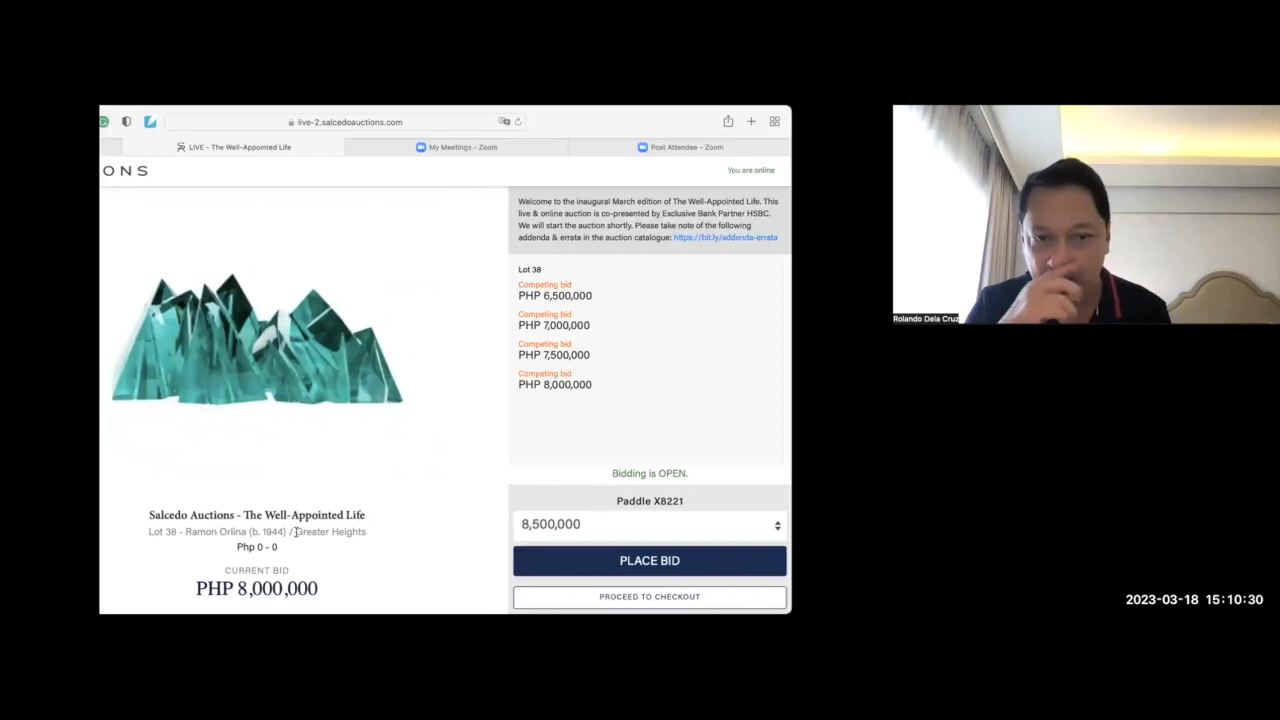 live-2.salcedoauctions.com
LIVE - The Well-Appointed Life
My Meetings - Zoom
Post Attendee - Zoom
ONS
You are online
Welcome to the inaugural March edition of The Well-Appointed Life. This
live & online auction is co-presented by Exclusive Bank Partner HSBC.
We will start the auction shortly. Please take note of the following
addenda & errata in the auction catalogue: https://bit.ly/addenda-errata
Lot 38
Competing bid
PHP 6,500,000
Competing bid
PHP 7,000,000
Competing bid
PHP 7,500,000
Competing bid
PHP 8,000,000
Bidding is OPEN.
Paddle X8221
8,500,000
PLACE BID
PROCEED TO CHECKOUT
Salcedo Auctions - The Well-Appointed Life
Lot 38 - Ramon Orlina (b. 1944) / Greater Heights
Php 0 - 0
CURRENT BID
PHP 8,000,000
Rolando Dela Cruz
2023-03-18 15:10:30